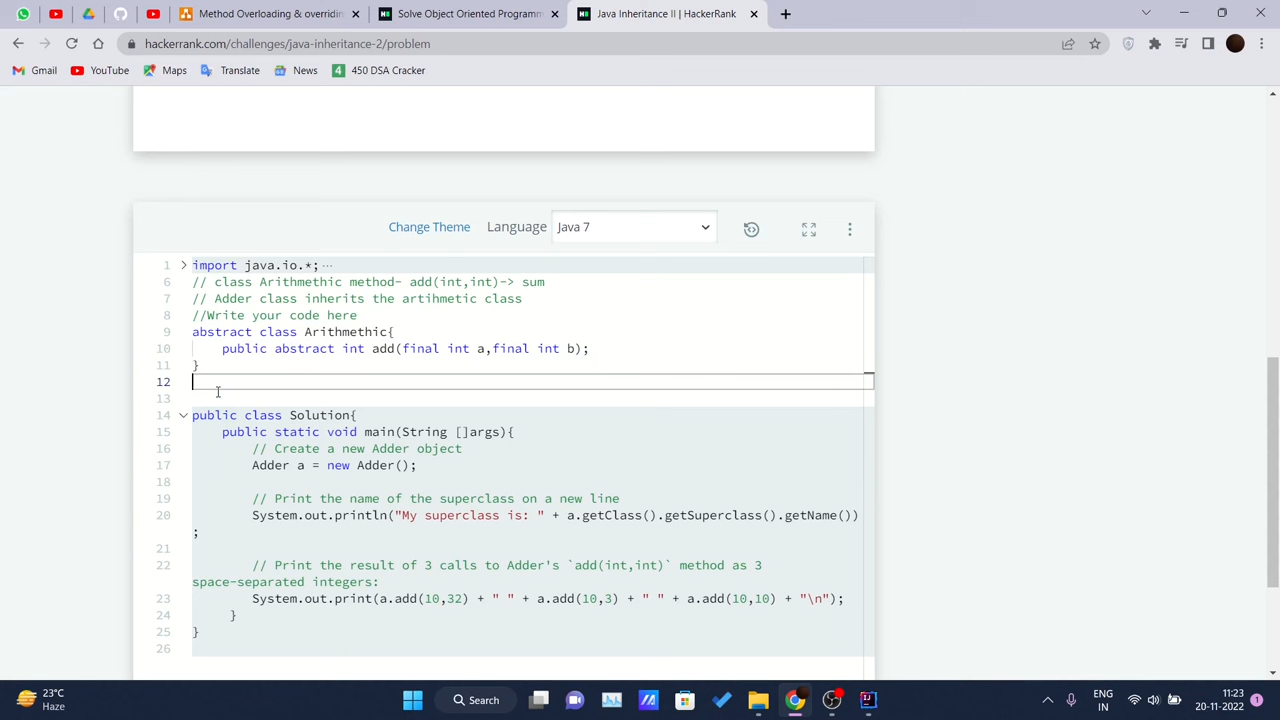 Method Overloading & overridin
Solve Object Oriented Programm
Java Inheritance II | HackerRank
hackerrank.com/challenges/java-inheritance-2/problem
Gmail
YouTube
Maps
Translate
News
4 450 DSA Cracker
Change Theme
Language
Java 7
1 import java.io.*; ...
6 // class Arithmethic method- add(int,int)-> sum
7 // Adder class inherits the artihmetic class
8 //Write your code here
9 abstract class Arithmethic{
10 public abstract int add(final int a,final int b);
11 }
12
13
14 public class Solution{
15 public static void main(String []args){
16 // Create a new Adder object
17 Adder a = new Adder();
18
19 // Print the name of the superclass on a new line
20 System.out.println("My superclass is: " + a.getClass().getSuperclass().getName())
;
21
22 // Print the result of 3 calls to Adder's `add(int,int)` method as 3
space-separated integers:
23 System.out.print(a.add(10,32) + " " + a.add(10,3) + " " + a.add(10,10) + "\n");
24 }
25 }
26
23°C
Haze
Search
ENG
IN
11:23
20-11-2022
1